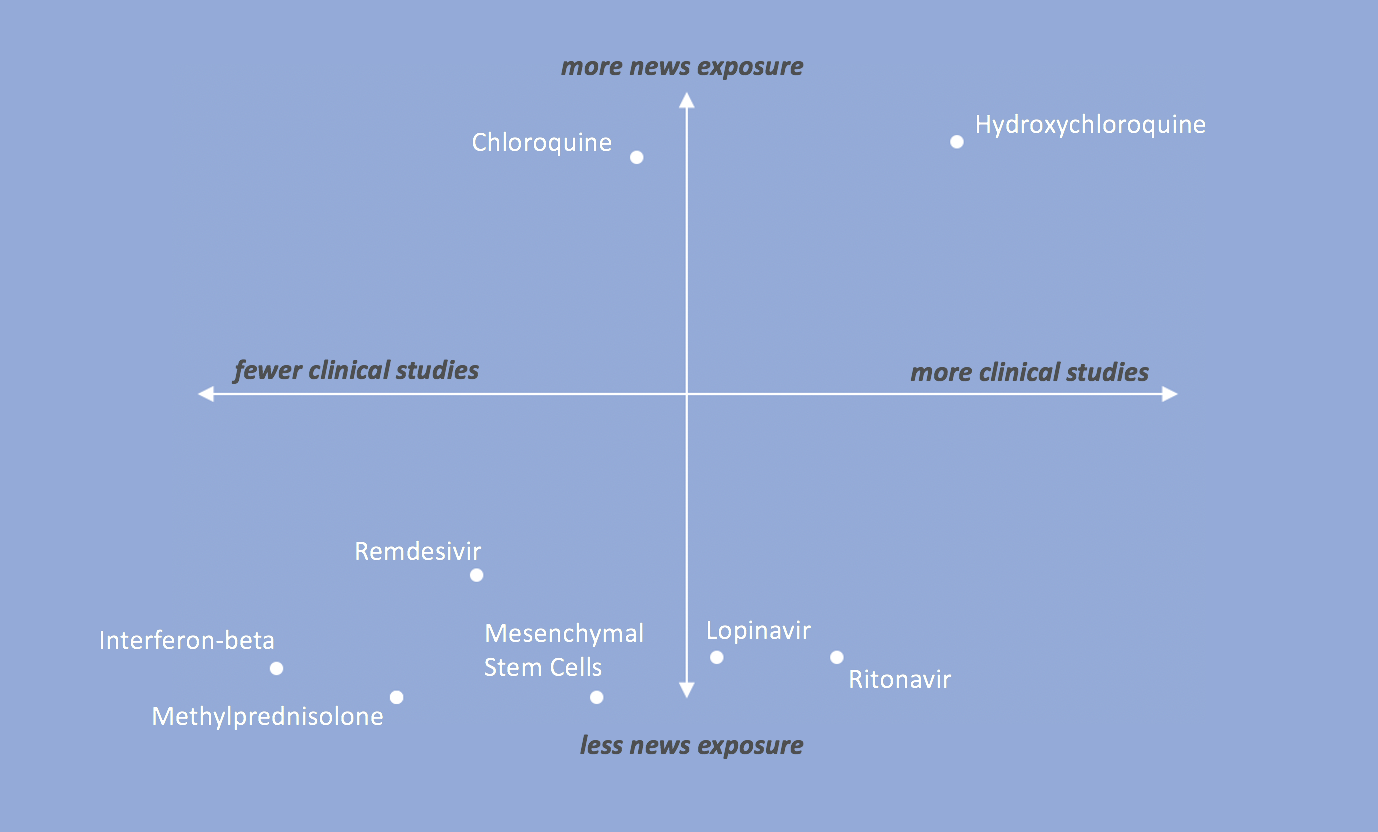 more news exposure
Hydroxychloroquine
Chloroquine
fewer clinical studies
more clinical studies
Remdesivir
Interferon-beta
Mesenchymal
Stem Cells
Lopinavir
Ritonavir
Methylprednisolone
less news exposure